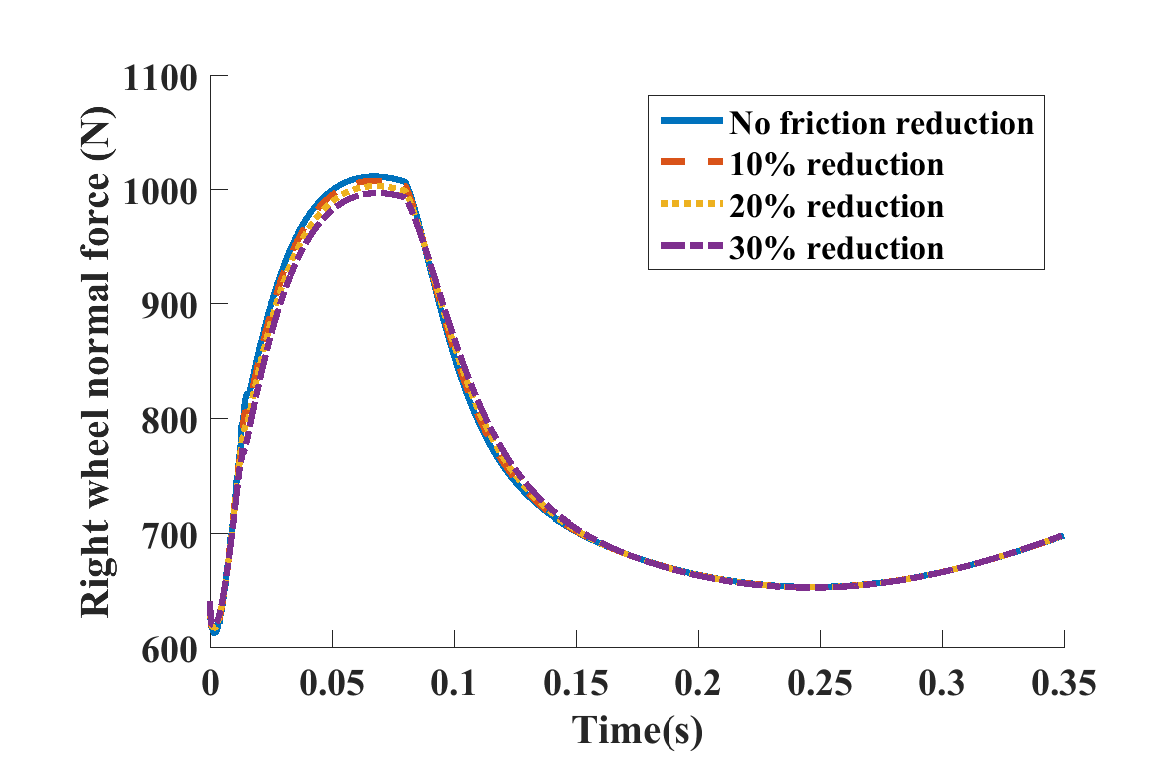 Right wheel normal force (N)
1100
1000
900
800
700
600
No friction reduction
10% reduction
20% reduction
30% reduction
0 0.05 0.1 0.15 0.2 0.25 0.3 0.35
Time(s)